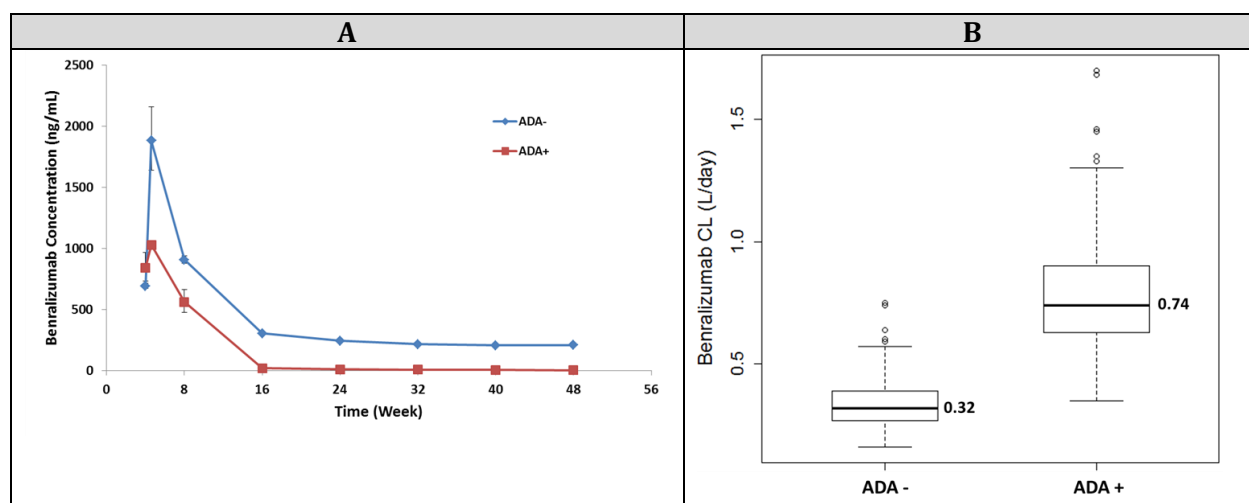 A
B
Benralizumab Concentration (ng/mL)
2500
2000
1500
1000
500
0
0 8 16 24 32 40 48 56
Time (Week)
ADA-
ADA+
Benralizumab CL (L/day)
1.5
1.0
0.5
0.32
0.74
ADA -
ADA +